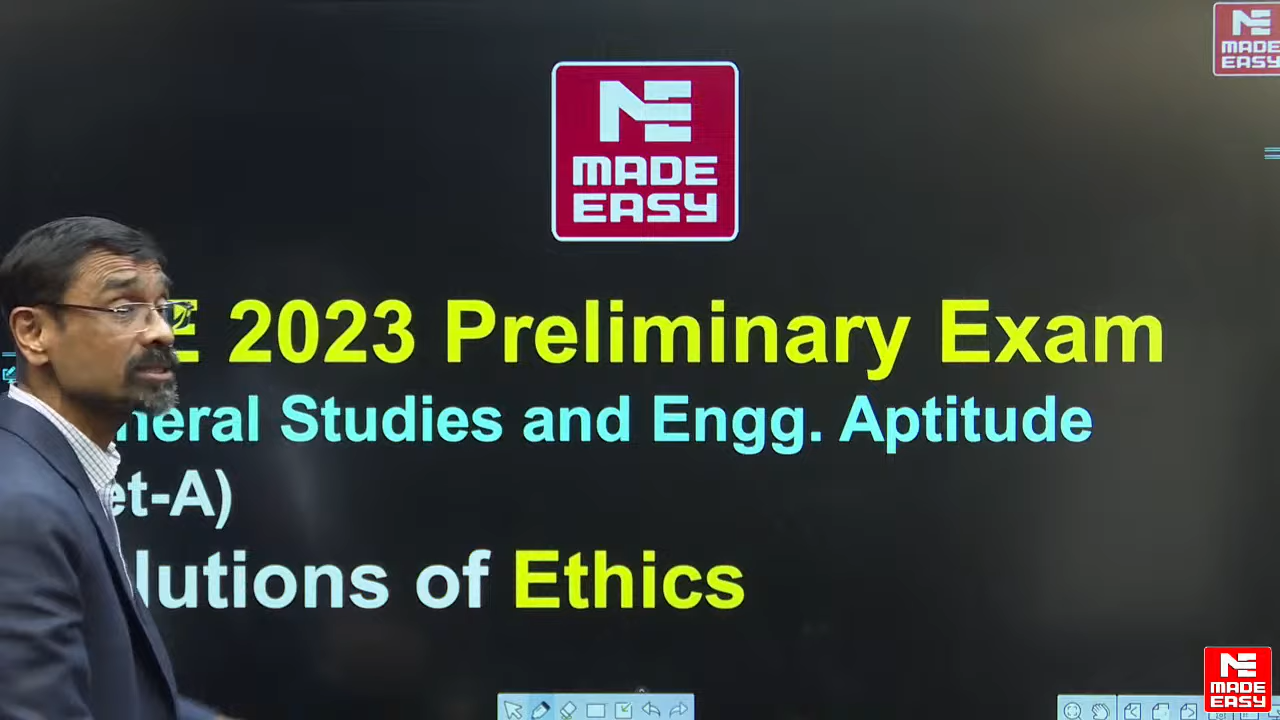 MADE
EASY
MADE
EASY
E 2023 Preliminary Exam
neral Studies and Engg. Aptitude
et-A)
lutions of Ethics
MADE
EASY